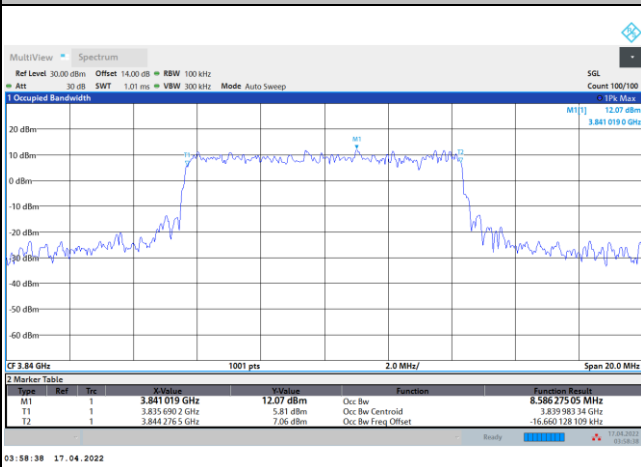 MultiView Spectrum
Ref Level 30.00 dBm Offset 14.00 dB RBW 100 kHz SGL
Att 30 dB SWT 1.01 ms VBW 300 kHz Mode Auto Sweep Count 100/100
1 Occupied Bandwidth 1Pk Max
M1[1] 12.07 dBm
3.841 019 0 GHz
20 dBm
M1
10 dBm
T1
T2
0 dBm
-10 dBm
-20 dBm
-30 dBm
-40 dBm
-50 dBm
-60 dBm
CF 3.84 GHz 1001 pts 2.0 MHz/ Span 20.0 MHz
2 Marker Table
Type Ref Trc X-Value Y-Value Function Function Result
M1 1 3.841 019 GHz 12.07 dBm Occ Bw 8.586 275 05 MHz
T1 1 3.835 690 2 GHz 5.81 dBm Occ Bw Centroid 3.839 983 34 GHz
T2 1 3.844 276 5 GHz 7.06 dBm Occ Bw Freq Offset -16.660 128 109 kHz
Ready 17.04.2022
03:58:38
03:58:38 17.04.2022